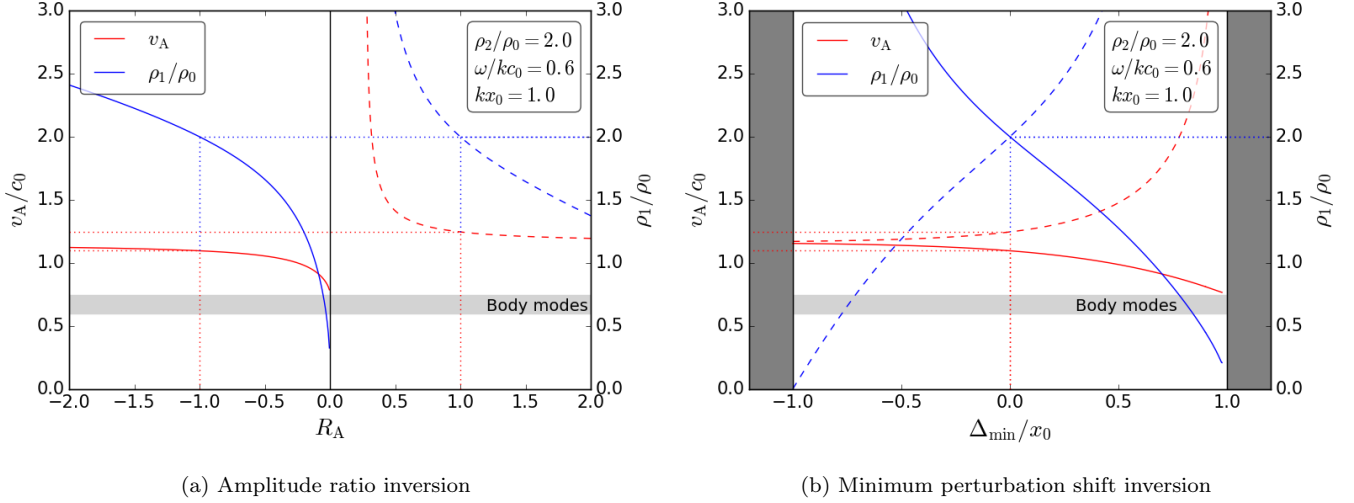 3.0
2.5
2.0
1.5
1.0
0.5
0.0
v_A/c_0
v_A
ρ_1/ρ_0
ρ_2/ρ_0 = 2.0
ω/kc_0 = 0.6
kx_0 = 1.0
Body modes
3.0
2.5
2.0
1.5
1.0
0.5
0.0
ρ_1/ρ_0
−2.0 −1.5 −1.0 −0.5 0.0 0.5 1.0 1.5 2.0
R_A
(a) Amplitude ratio inversion
3.0
2.5
2.0
1.5
1.0
0.5
0.0
v_A/c_0
v_A
ρ_1/ρ_0
ρ_2/ρ_0 = 2.0
ω/kc_0 = 0.6
kx_0 = 1.0
Body modes
3.0
2.5
2.0
1.5
1.0
0.5
0.0
ρ_1/ρ_0
−1.0 −0.5 0.0 0.5 1.0
Δ_min/x_0
(b) Minimum perturbation shift inversion